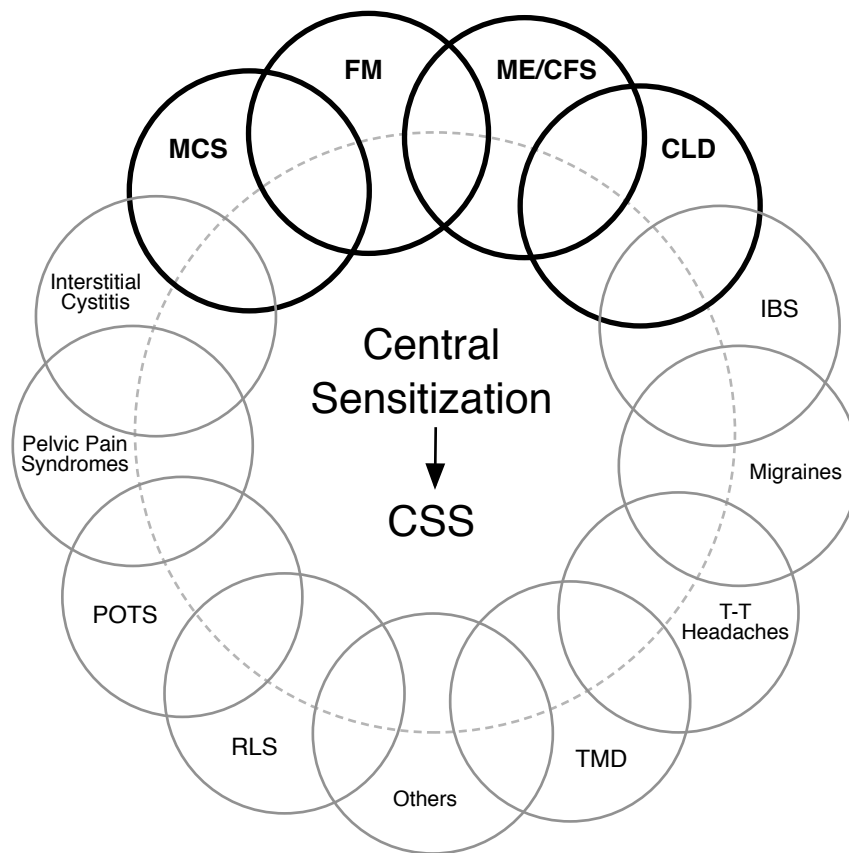 FM
ME/CFS
MCS
CLD
Interstitial
Cystitis
IBS
Central
Sensitization
Pelvic Pain
Syndromes
Migraines
CSS
POTS
T-T
Headaches
RLS
TMD
Others